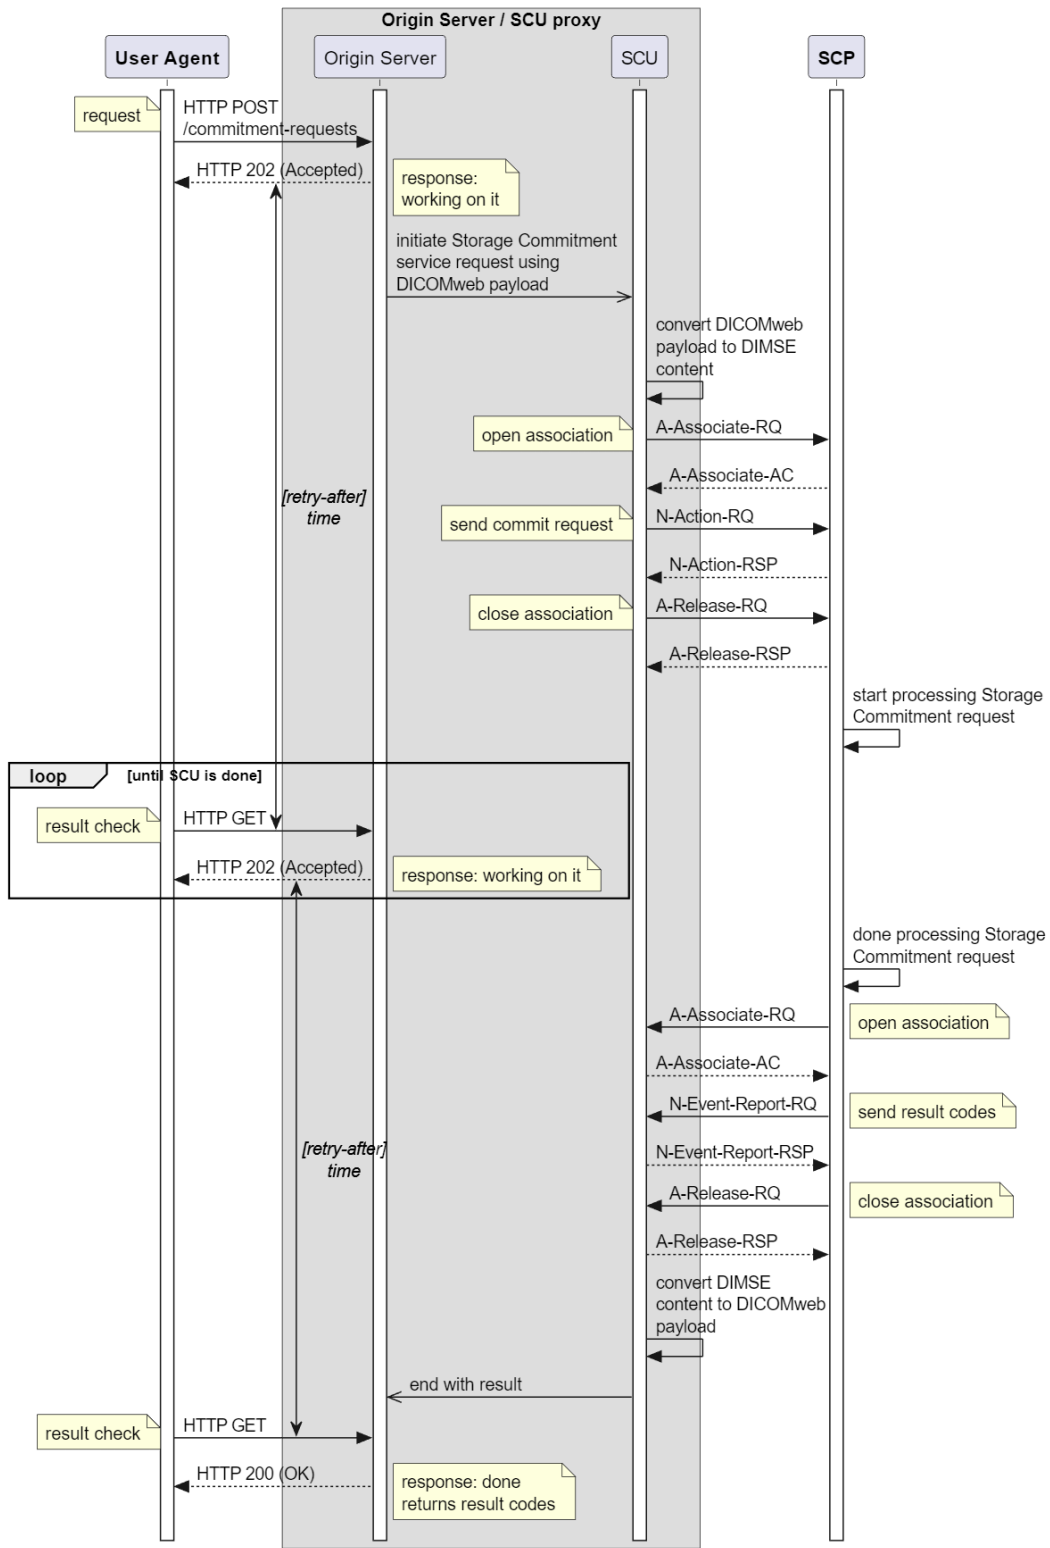 Origin Server / SCU proxy
User Agent
Origin Server
SCU
SCP
request
HTTP POST
/commitment-requests
HTTP 202 (Accepted)
response:
working on it
initiate Storage Commitment
service request using
DICOMweb payload
convert DICOMweb
payload to DIMSE
content
open association
A-Associate-RQ
A-Associate-AC
[retry-after]
time
send commit request
N-Action-RQ
N-Action-RSP
close association
A-Release-RQ
A-Release-RSP
start processing Storage
Commitment request
loop
[until SCU is done]
result check
HTTP GET
HTTP 202 (Accepted)
response: working on it
done processing Storage
Commitment request
A-Associate-RQ
open association
A-Associate-AC
N-Event-Report-RQ
send result codes
[retry-after]
time
N-Event-Report-RSP
A-Release-RQ
close association
A-Release-RSP
convert DIMSE
content to DICOMweb
payload
end with result
result check
HTTP GET
HTTP 200 (OK)
response: done
returns result codes